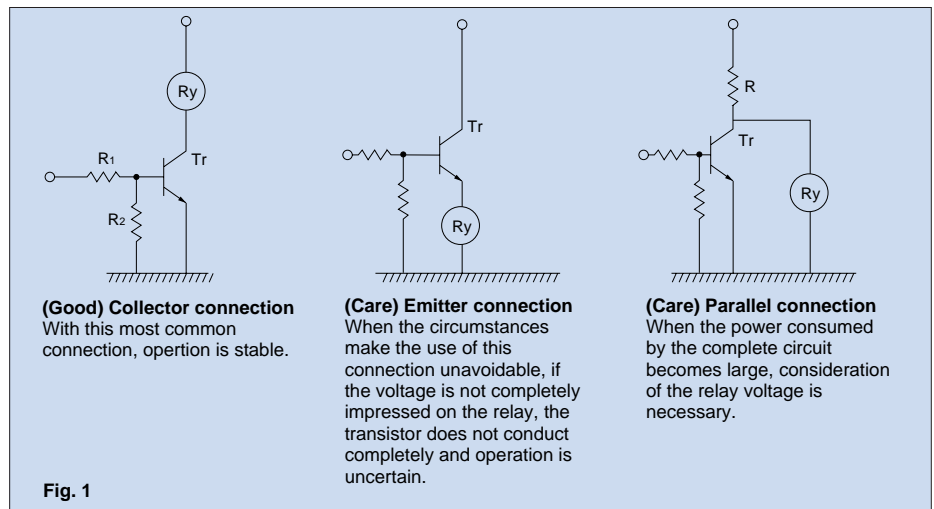 Ry
Tr
R1
R2
(Good) Collector connection
With this most common
connection, opertion is stable.
Tr
Ry
(Care) Emitter connection
When the circumstances
make the use of this
connection unavoidable, if
the voltage is not completely
impressed on the relay, the
transistor does not conduct
completely and operation is
uncertain.
R
Tr
Ry
(Care) Parallel connection
When the power consumed
by the complete circuit
becomes large, consideration
of the relay voltage is
necessary.
Fig. 1